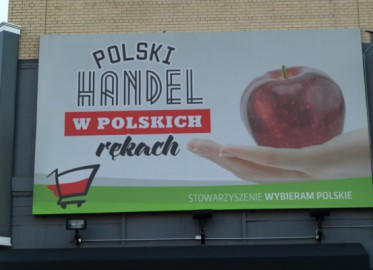 POLSKI
HANDEL
W POLSKICH
rękach
STOWARZYSZENIE WYBIERAM POLSKIE